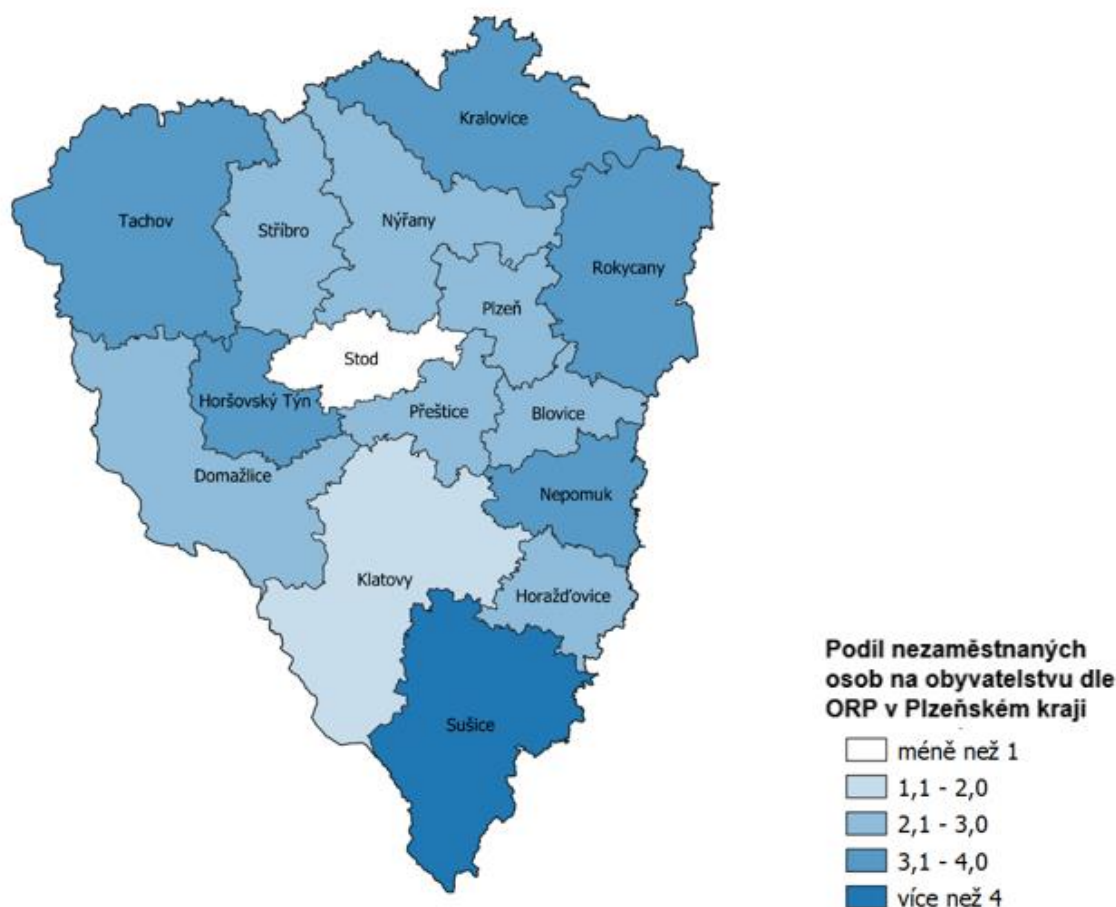 Kralovice
Tachov
Stříbro
Nýřany
Rokycany
Plzeň
Stod
Horšovský Týn
Přeštice
Blovice
Domažlice
Nepomuk
Klatovy
Horažďovice
Sušice
Podíl nezaměstnaných
osob na obyvatelstvu dle
ORP v Plzeňském kraji
méně než 1
1,1 - 2,0
2,1 - 3,0
3,1 - 4,0
více než 4